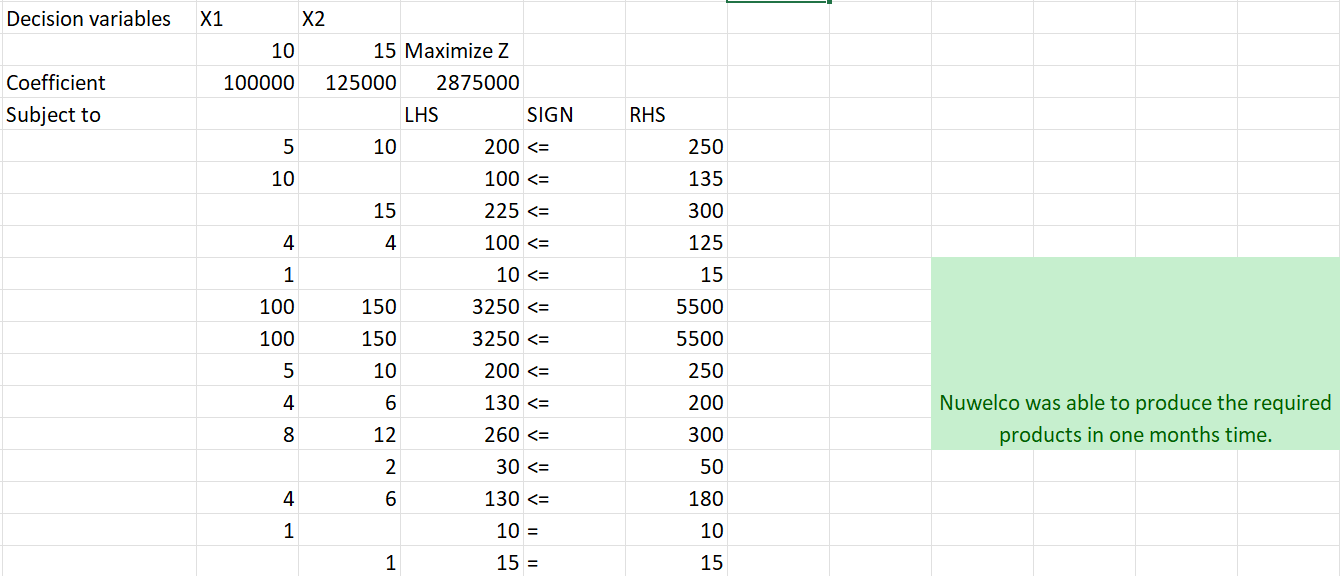 Decision variables X1 X2
10 15 Maximize Z
Coefficient 100000 125000 2875000
Subject to LHS SIGN RHS
5 10 200 <= 250
10 100 <= 135
15 225 <= 300
4 4 100 <= 125
1 10 <= 15
100 150 3250 <= 5500
100 150 3250 <= 5500
5 10 200 <= 250
4 6 130 <= 200
8 12 260 <= 300
2 30 <= 50
4 6 130 <= 180
1 10 = 10
1 15 = 15
Nuwelco was able to produce the required
products in one months time.